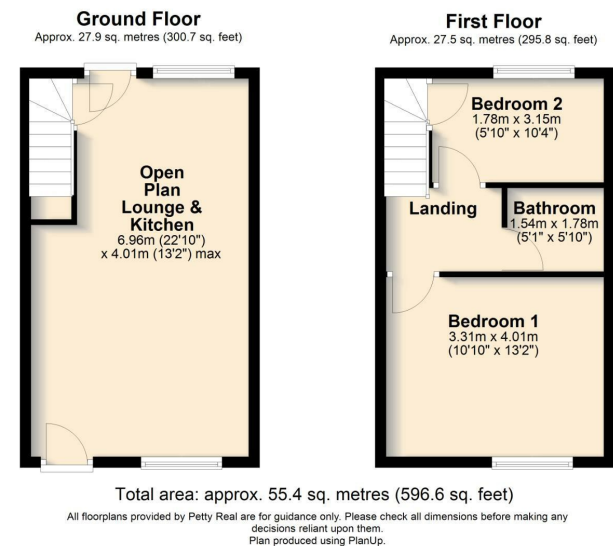 Ground Floor
Approx. 27.9 sq. metres (300.7 sq. feet)
Open
Plan
Lounge &
Kitchen
6.96m (22'10")
x 4.01m (13'2") max
First Floor
Approx. 27.5 sq. metres (295.8 sq. feet)
Bedroom 2
1.78m x 3.15m
(5'10" x 10'4")
Landing
Bathroom
1.54m x 1.78m
(5'1" x 5'10")
Bedroom 1
3.31m x 4.01m
(10'10" x 13'2")
Total area: approx. 55.4 sq. metres (596.6 sq. feet)
All floorplans provided by Petty Real are for guidance only. Please check all dimensions before making any
decisions reliant upon them.
Plan produced using PlanUp.